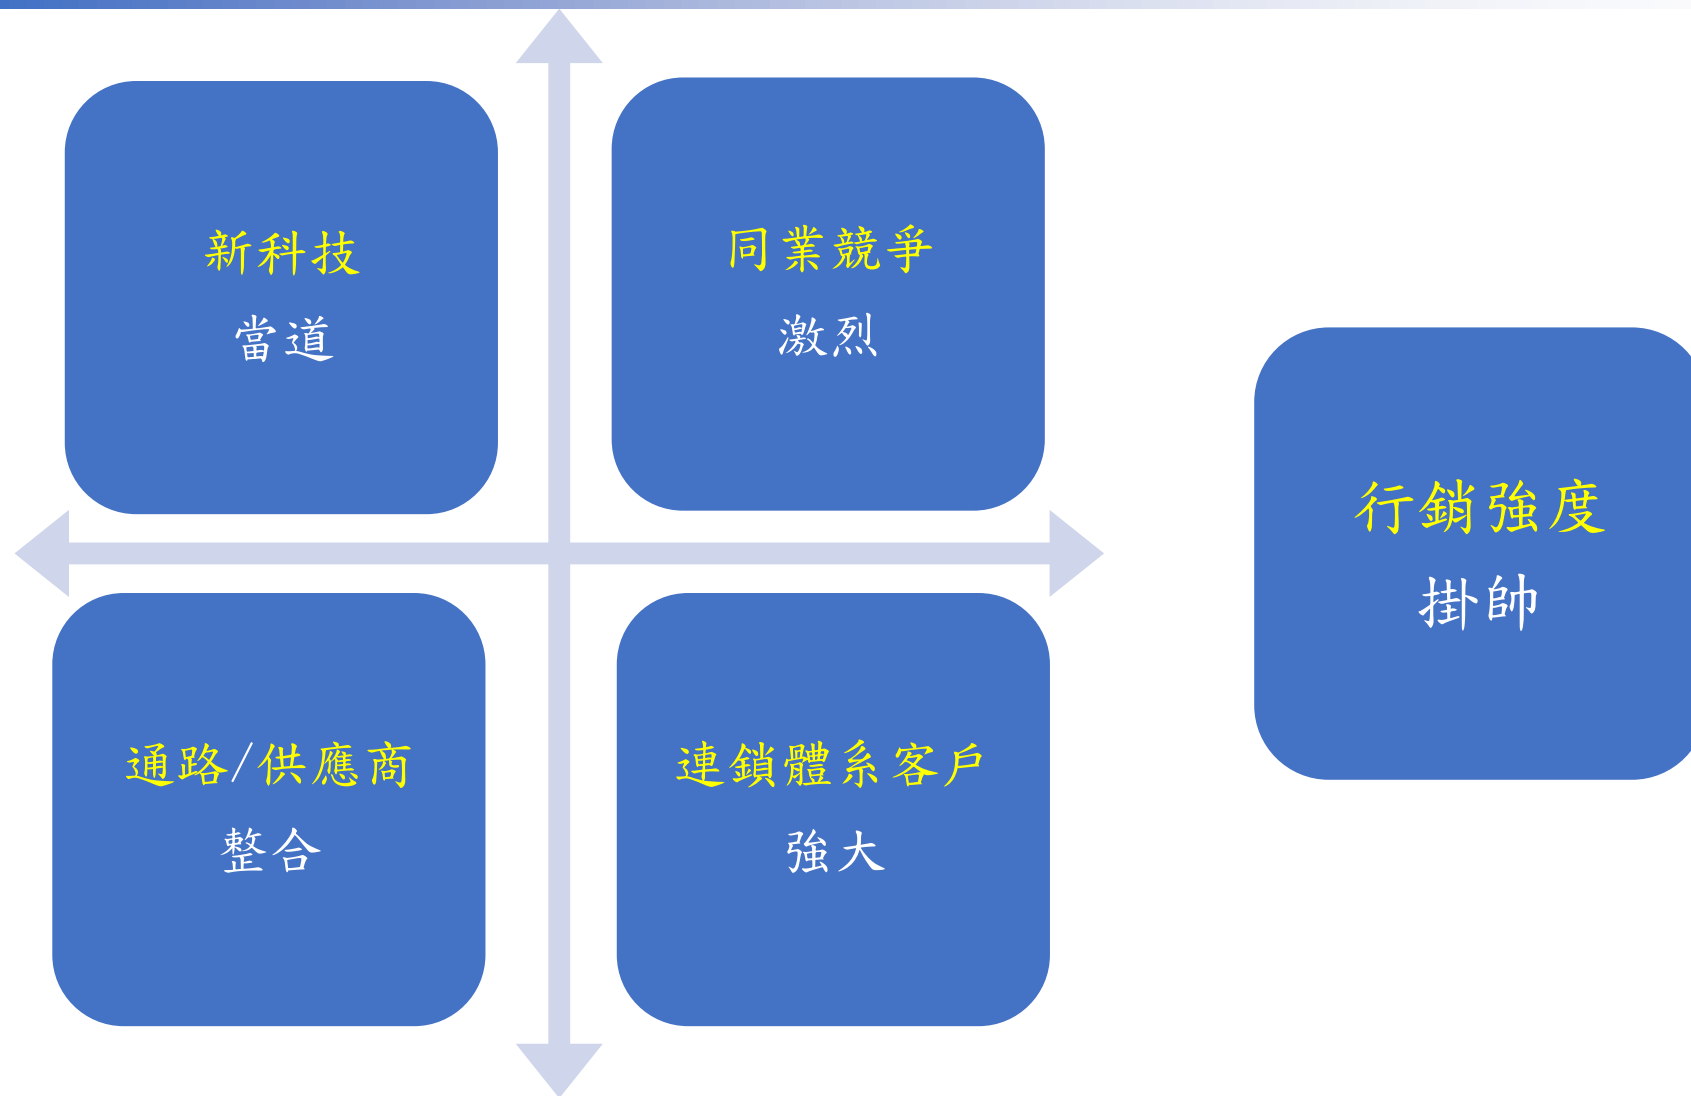 新科技
當道
同業競爭
激烈
通路/供應商
整合
連鎖體系客戶
強大
行銷強度
掛帥